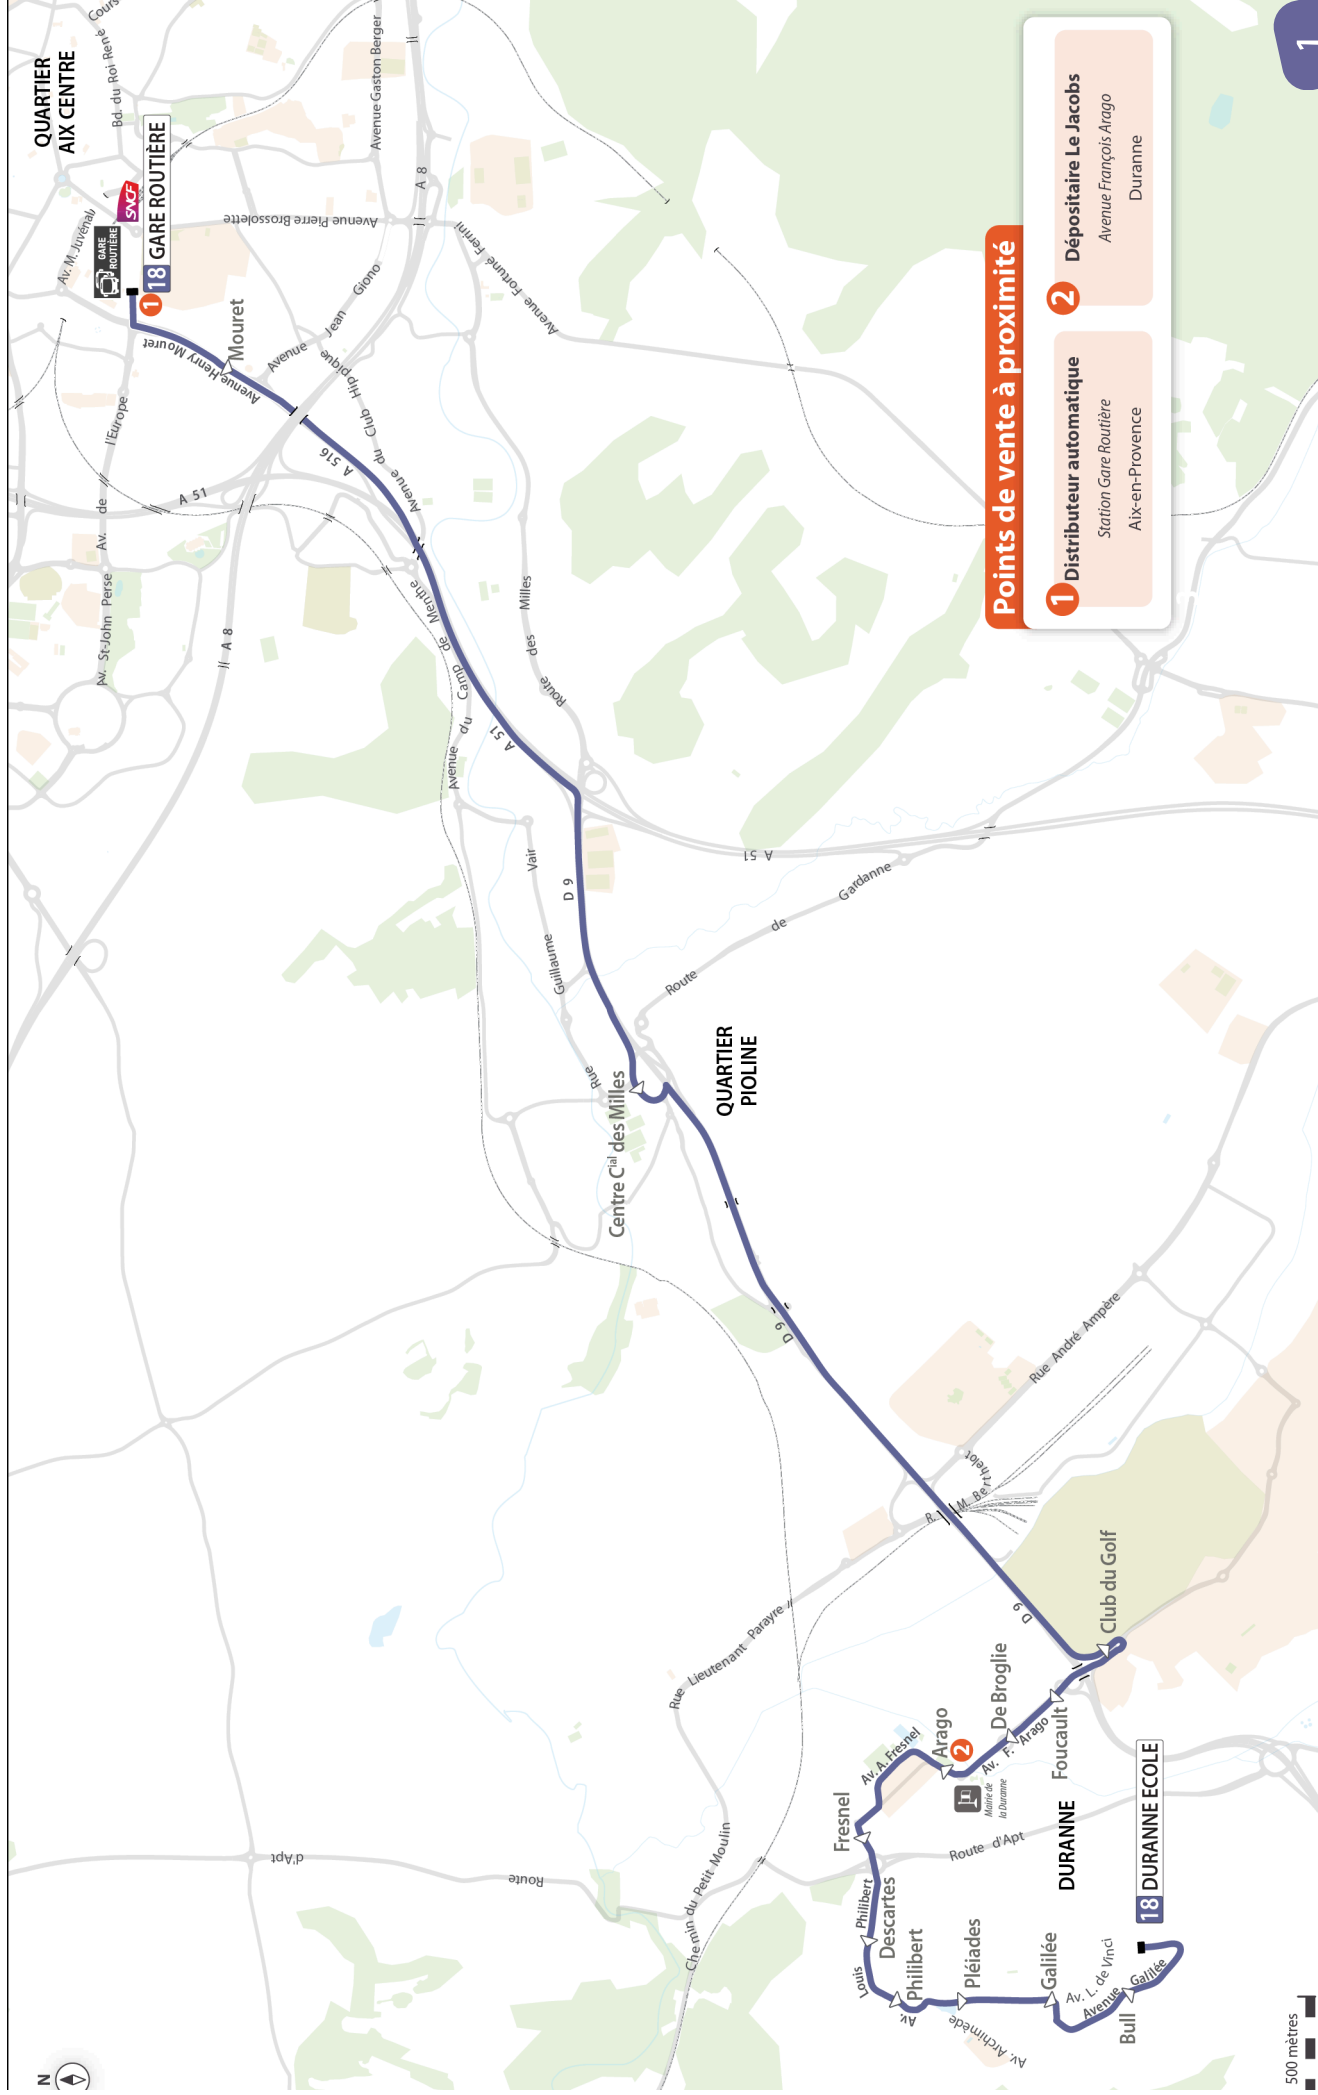 N
QUARTIER
AIX CENTRE
Cours
Bd. du Roi René
Avenue Gaston Berger
Av. M. Juvénal
SNCF
GARE
ROUTIÈRE
18 GARE ROUTIÈRE
1
Avenue Pierre Brossolette
A 8
Avenue Henry Mouret
Mouret
Avenue Jean Giono
Avenue du Club Hippique
Avenue Fortuné Ferrini
Av. de l'Europe
A 516
A 51
Av. St-John Perse
A 8
Avenue du Camp de Menthe
A 51
Route des Milles
A 51
D 9
Rue Guillaume Vair
Route de Gardanne
Centre Cial des Milles
QUARTIER
PIOLINE
D 9
Rue André Ampère
R. M. Berthelot
D 9
Club du Golf
Rue Lieutenant Parayre
Foucault
De Broglie
Av. F. Arago
Arago
2
Mairie de
la Duranne
Av. A. Fresnel
Fresnel
Route d'Apt
Route d'Apt
Chemin du Petit Moulin
DURANNE
18 DURANNE ECOLE
Descartes
Av. Louis Philibert
Philibert
Pléiades
Av. Archimède
Galilée
Av. L. de Vinci
Avenue Galilée
Bull
500 mètres
Points de vente à proximité
1 Distributeur automatique
Station Gare Routière
Aix-en-Provence
2 Dépositaire Le Jacobs
Avenue François Arago
Duranne
1